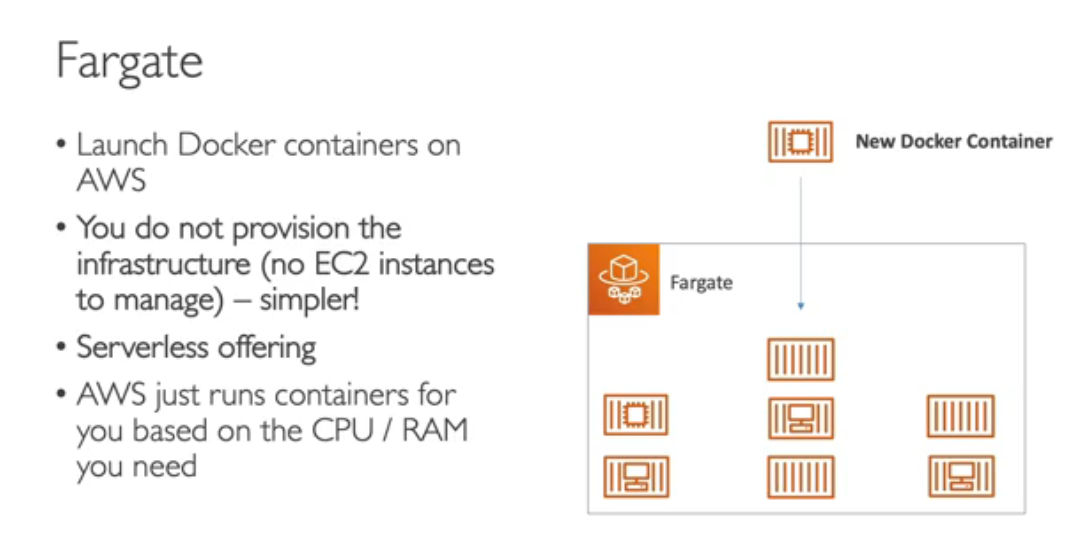 Fargate
• Launch Docker containers on
AWS
• You do not provision the
infrastructure (no EC2 instances
to manage) – simpler!
• Serverless offering
• AWS just runs containers for
you based on the CPU / RAM
you need
New Docker Container
Fargate